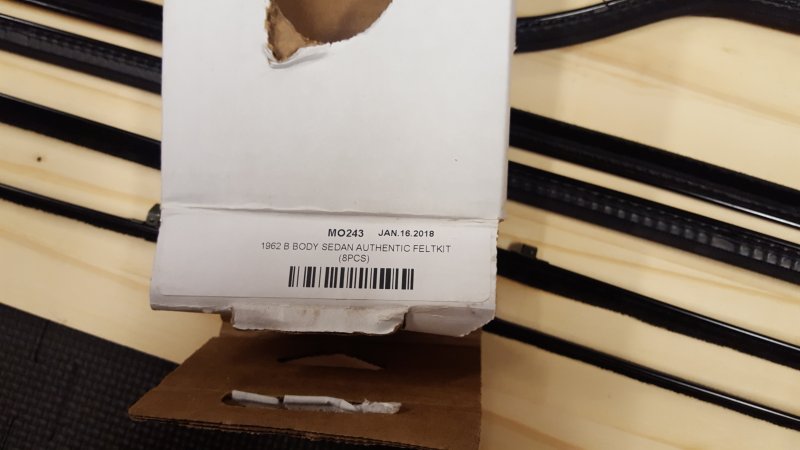 MO243 JAN.16.2018
1962 B BODY SEDAN AUTHENTIC FELTKIT
(8PCS)